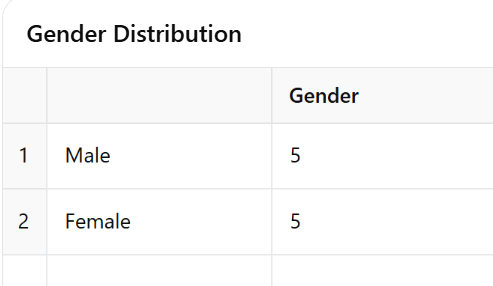 Gender Distribution
Gender
1 Male 5
2 Female 5